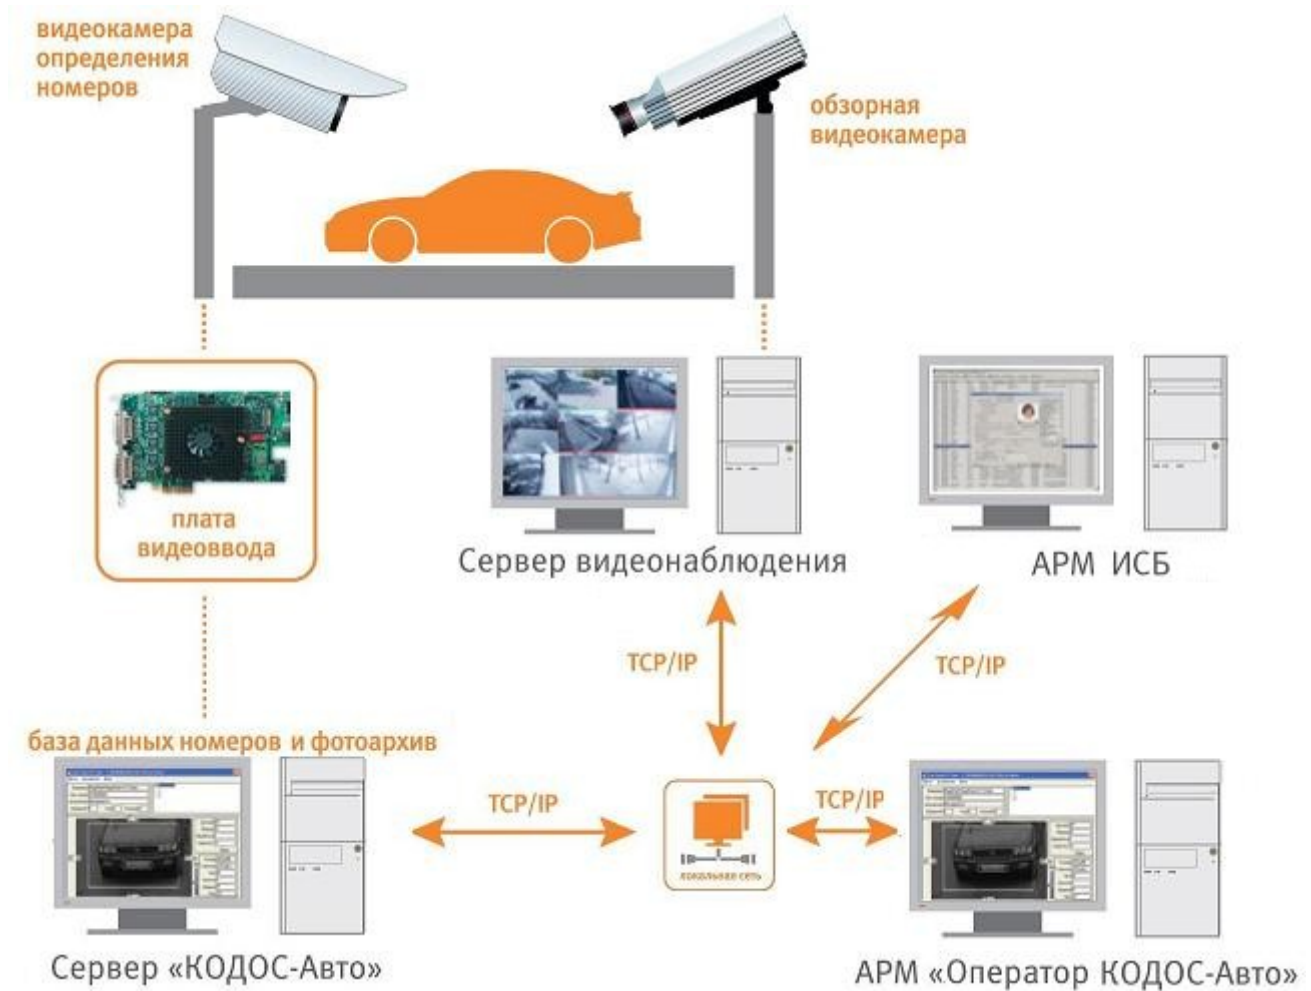 видеокамера
определения
номеров
обзорная
видеокамера
плата
видеоввода
Сервер видеонаблюдения
АРМ ИСБ
TCP/IP
TCP/IP
база данных номеров и фотоархив
TCP/IP
TCP/IP
локальная сеть
Сервер «КОДОС-Авто»
АРМ «Оператор КОДОС-Авто»